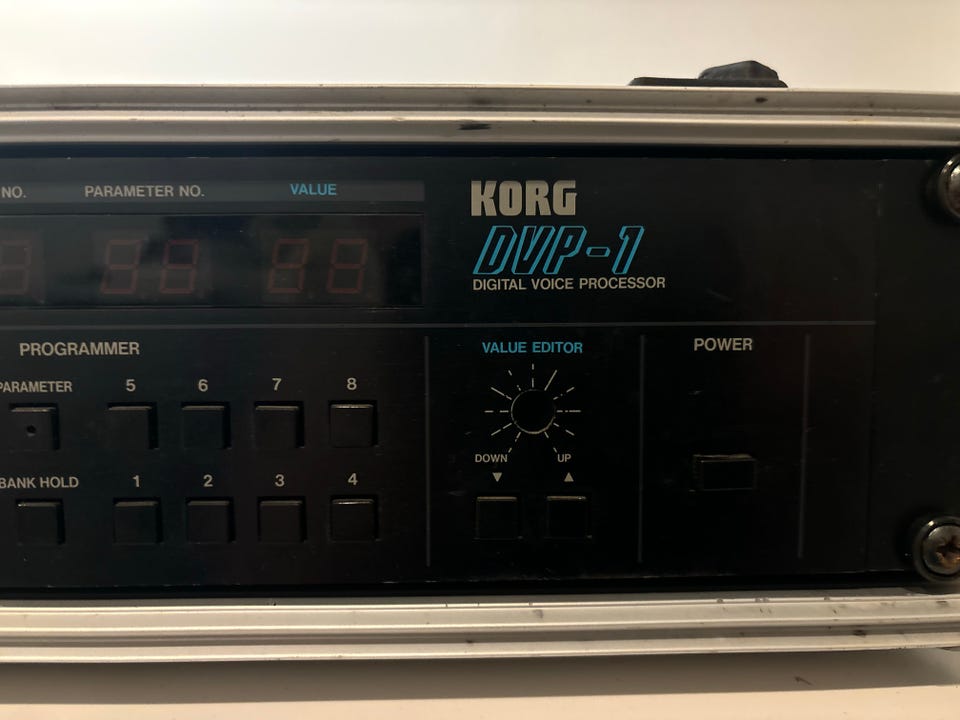 NO. PARAMETER NO. VALUE
KORG
DVP-1
DIGITAL VOICE PROCESSOR
PROGRAMMER
PARAMETER 5 6 7 8
BANK HOLD 1 2 3 4
VALUE EDITOR
DOWN UP
▼ ▲
POWER